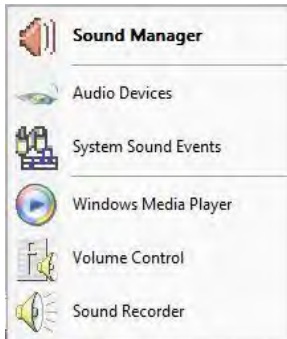 Sound Manager
Audio Devices
System Sound Events
Windows Media Player
Volume Control
Sound Recorder